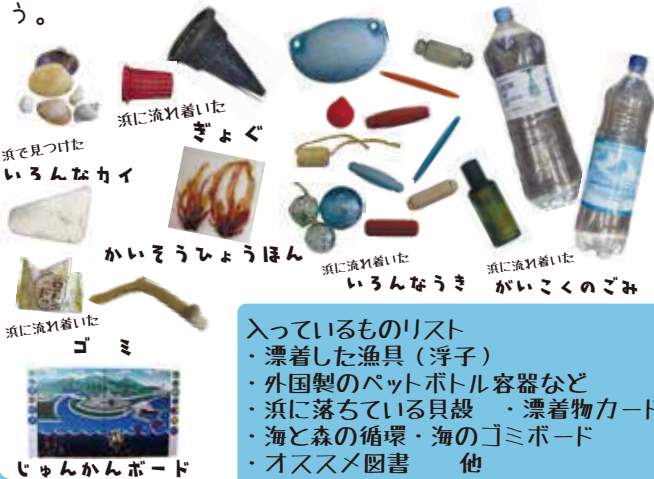 う。
浜に流れ着いた
ぎょぐ
浜で見つけた
いろんなカイ
かいそうひょうほん
浜に流れ着いた
いろんなうき
浜に流れ着いた
がいこくのごみ
浜に流れ着いた
ゴミ
じゅんかんボード
入っているものリスト
・漂着した漁具（浮子）
・外国製のペットボトル容器など
・浜に落ちている貝殻　・漂着物カード
・海と森の循環・海のゴミボード
・オススメ図書　　他